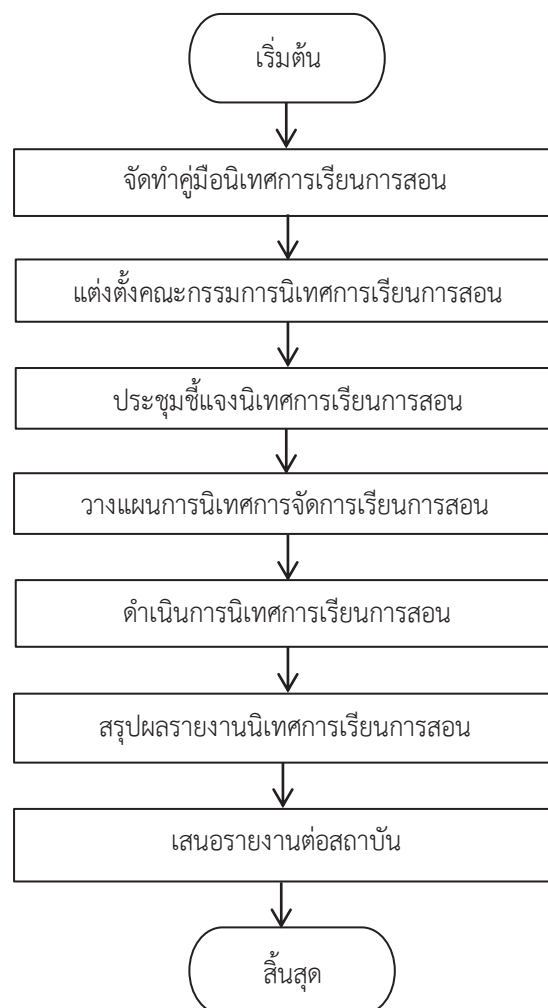 เริ่มต้น
จัดทำคู่มือนิเทศการเรียนการสอน
แต่งตั้งคณะกรรมการนิเทศการเรียนการสอน
ประชุมชี้แจงนิเทศการเรียนการสอน
วางแผนการนิเทศการจัดการเรียนการสอน
ดำเนินการนิเทศการเรียนการสอน
สรุปผลรายงานนิเทศการเรียนการสอน
เสนอรายงานต่อสถาบัน
สิ้นสุด